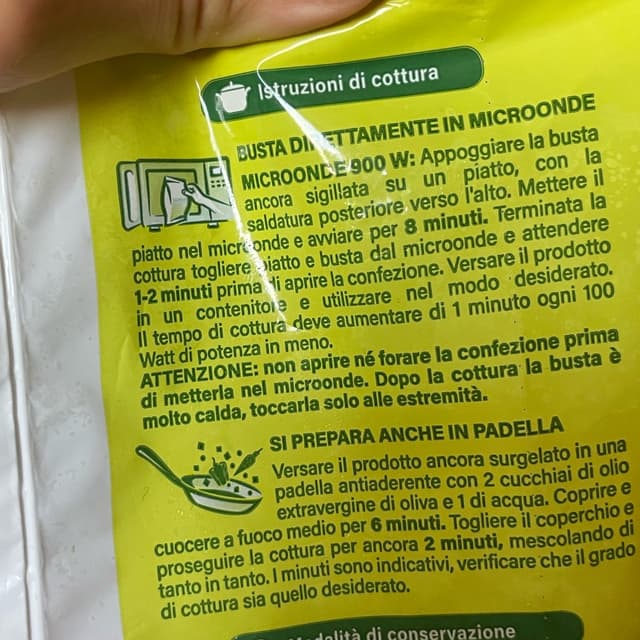 Istruzioni di cottura
BUSTA DIRETTAMENTE IN MICROONDE
MICROONDE 900 W: Appoggiare la busta
ancora sigillata su un piatto, con la
saldatura posteriore verso l'alto. Mettere il
piatto nel microonde e avviare per 8 minuti. Terminata la
cottura togliere piatto e busta dal microonde e attendere
1-2 minuti prima di aprire la confezione. Versare il prodotto
in un contenitore e utilizzare nel modo desiderato.
Il tempo di cottura deve aumentare di 1 minuto ogni 100
Watt di potenza in meno.
ATTENZIONE: non aprire né forare la confezione prima
di metterla nel microonde. Dopo la cottura la busta è
molto calda, toccarla solo alle estremità.
SI PREPARA ANCHE IN PADELLA
Versare il prodotto ancora surgelato in una
padella antiaderente con 2 cucchiai di olio
extravergine di oliva e 1 di acqua. Coprire e
cuocere a fuoco medio per 6 minuti. Togliere il coperchio e
proseguire la cottura per ancora 2 minuti, mescolando di
tanto in tanto. I minuti sono indicativi, verificare che il grado
di cottura sia quello desiderato.
Modalità di conservazione